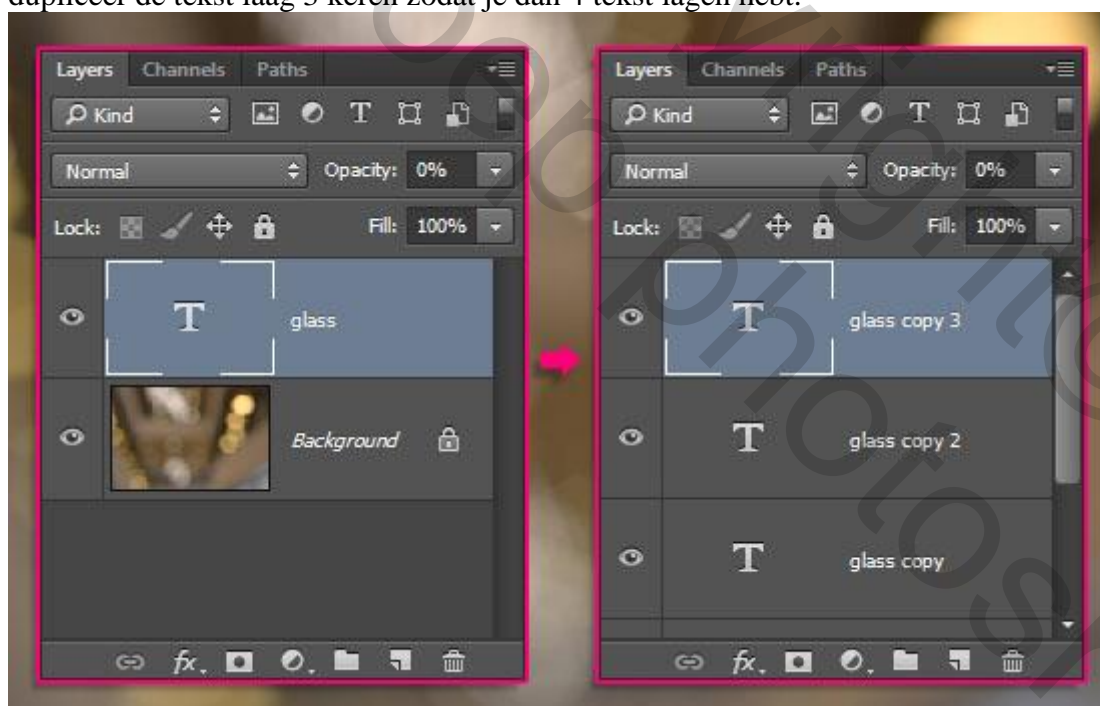 dupliceer de tekst laag 3 keren zodat je dan 4 tekst lagen hebt.
Layers Channels Paths
Kind
T
Normal Opacity: 0%
Lock: Fill: 100%
T glass
Background
fx.
Layers Channels Paths
Kind
T
Normal Opacity: 0%
Lock: Fill: 100%
T glass copy 3
T glass copy 2
T glass copy
fx.